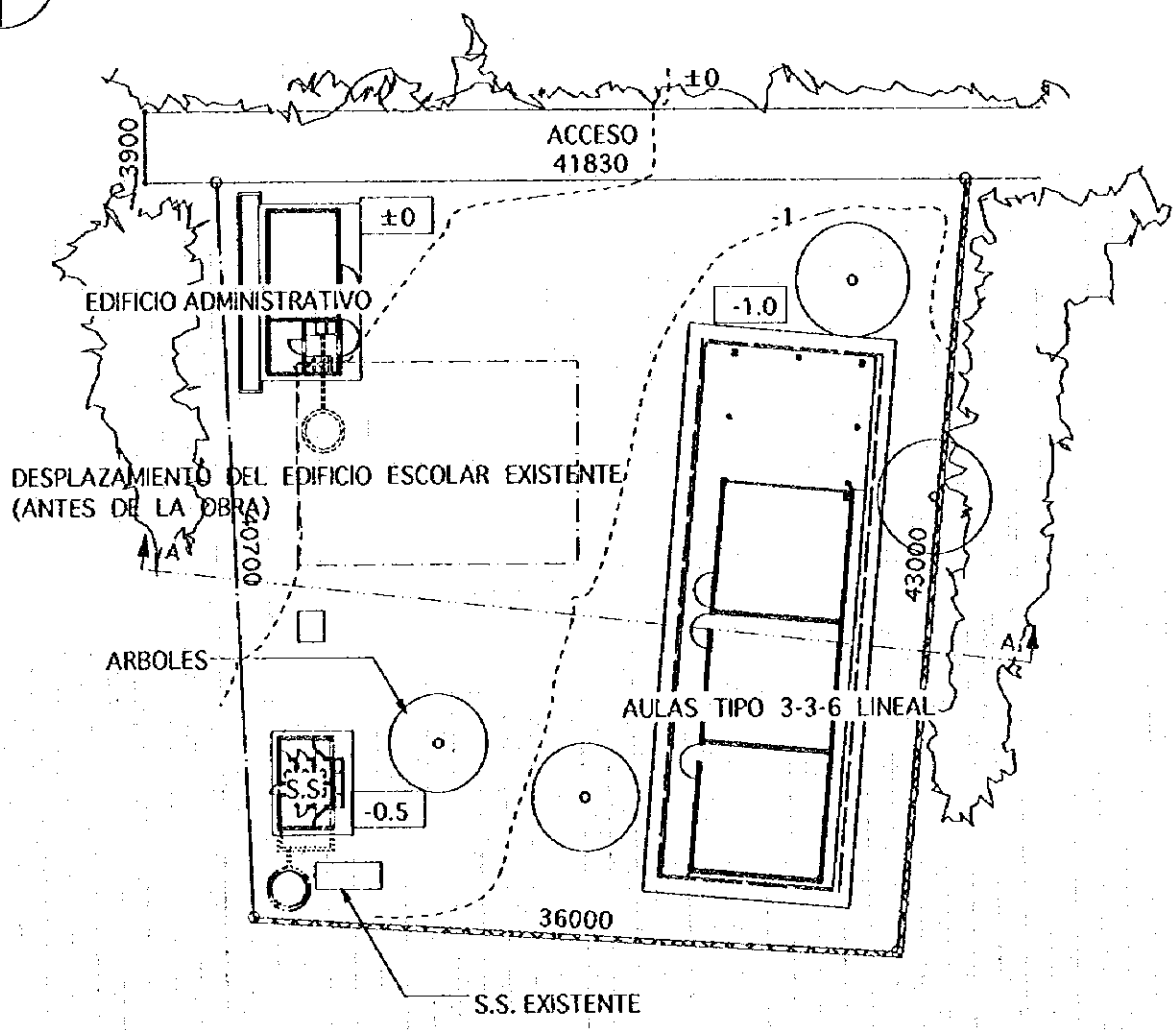 ±0
ACCESO
41830
3900
±0
-1
EDIFICIO ADMINISTRATIVO
-1.0
DESPLAZAMIENTO DEL EDIFICIO ESCOLAR EXISTENTE
(ANTES DE LA OBRA)
A
40700
43000
A
ARBOLES
AULAS TIPO 3-3-6 LINEAL
S.S.
-0.5
36000
S.S. EXISTENTE